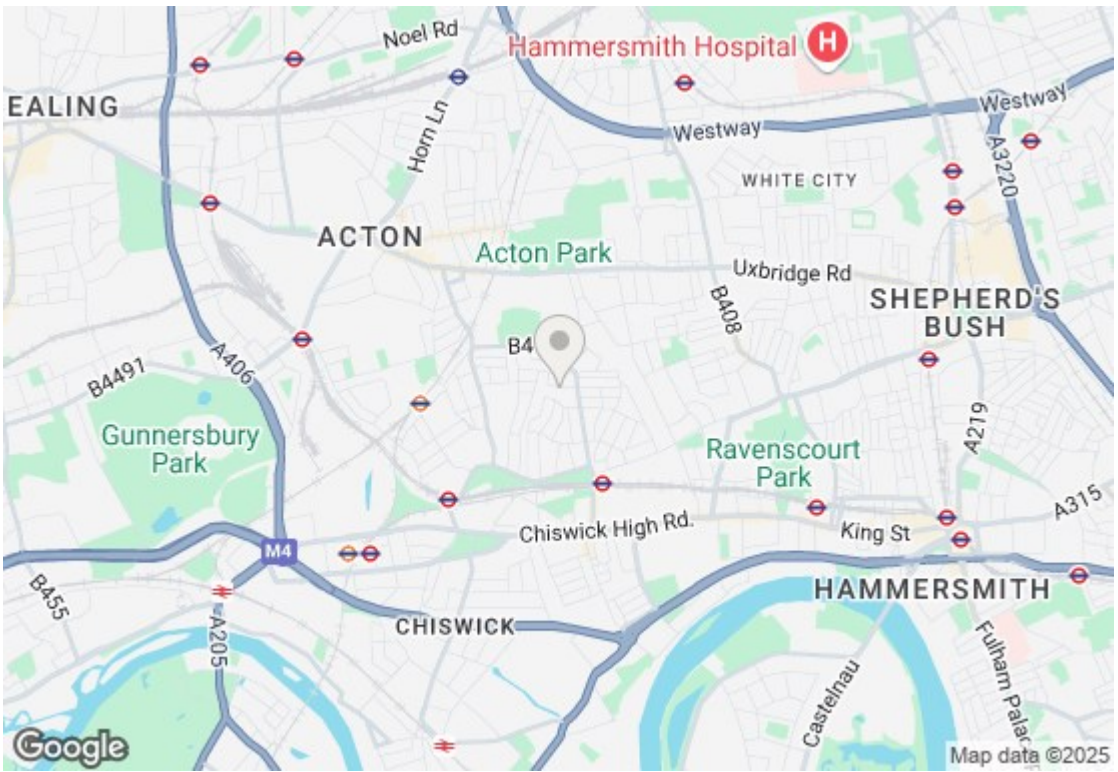 Noel Rd
Hammersmith Hospital
H
EALING
Horn Ln
Westway
Westway
A3220
WHITE CITY
ACTON
Acton Park
Uxbridge Rd
B408
SHEPHERD'S
BUSH
A406
B4491
B4
A219
Gunnersbury
Park
Ravenscourt
Park
A315
Chiswick High Rd.
King St
M4
B455
HAMMERSMITH
A205
CHISWICK
Castelnau
Fulham Palac
Google
Map data ©2025